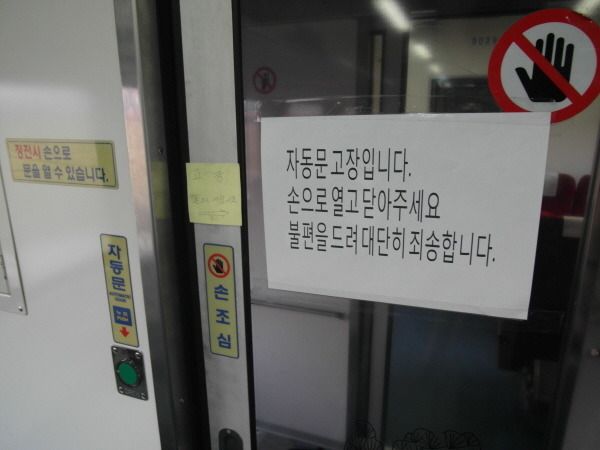 정전시 손으로
문을 열 수 있습니다.
자동문
AUTOMATIC
DOOR
손조심
자동문 고장입니다.
손으로 열고 닫아주세요
불편을 드려 대단히 죄송합니다.